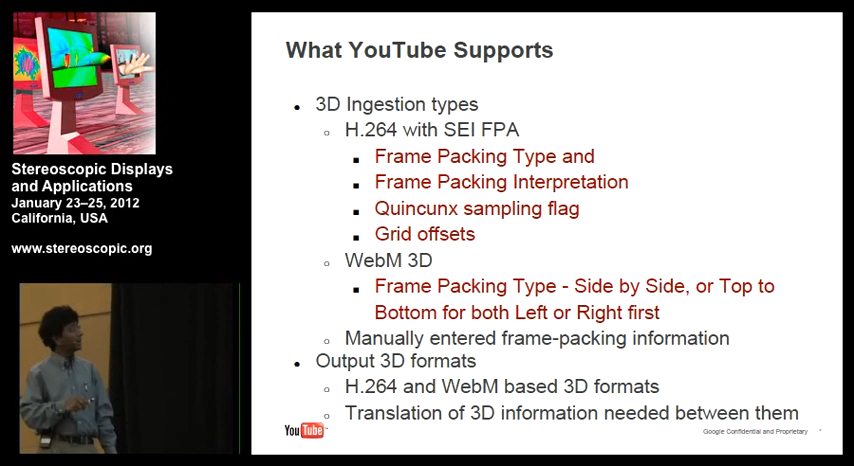 Stereoscopic Displays
and Applications
January 23–25, 2012
California, USA
www.stereoscopic.org
What YouTube Supports
3D Ingestion types
H.264 with SEI FPA
Frame Packing Type and
Frame Packing Interpretation
Quincunx sampling flag
Grid offsets
WebM 3D
Frame Packing Type - Side by Side, or Top to
Bottom for both Left or Right first
Manually entered frame-packing information
Output 3D formats
H.264 and WebM based 3D formats
Translation of 3D information needed between them
YouTube
Google Confidential and Proprietary